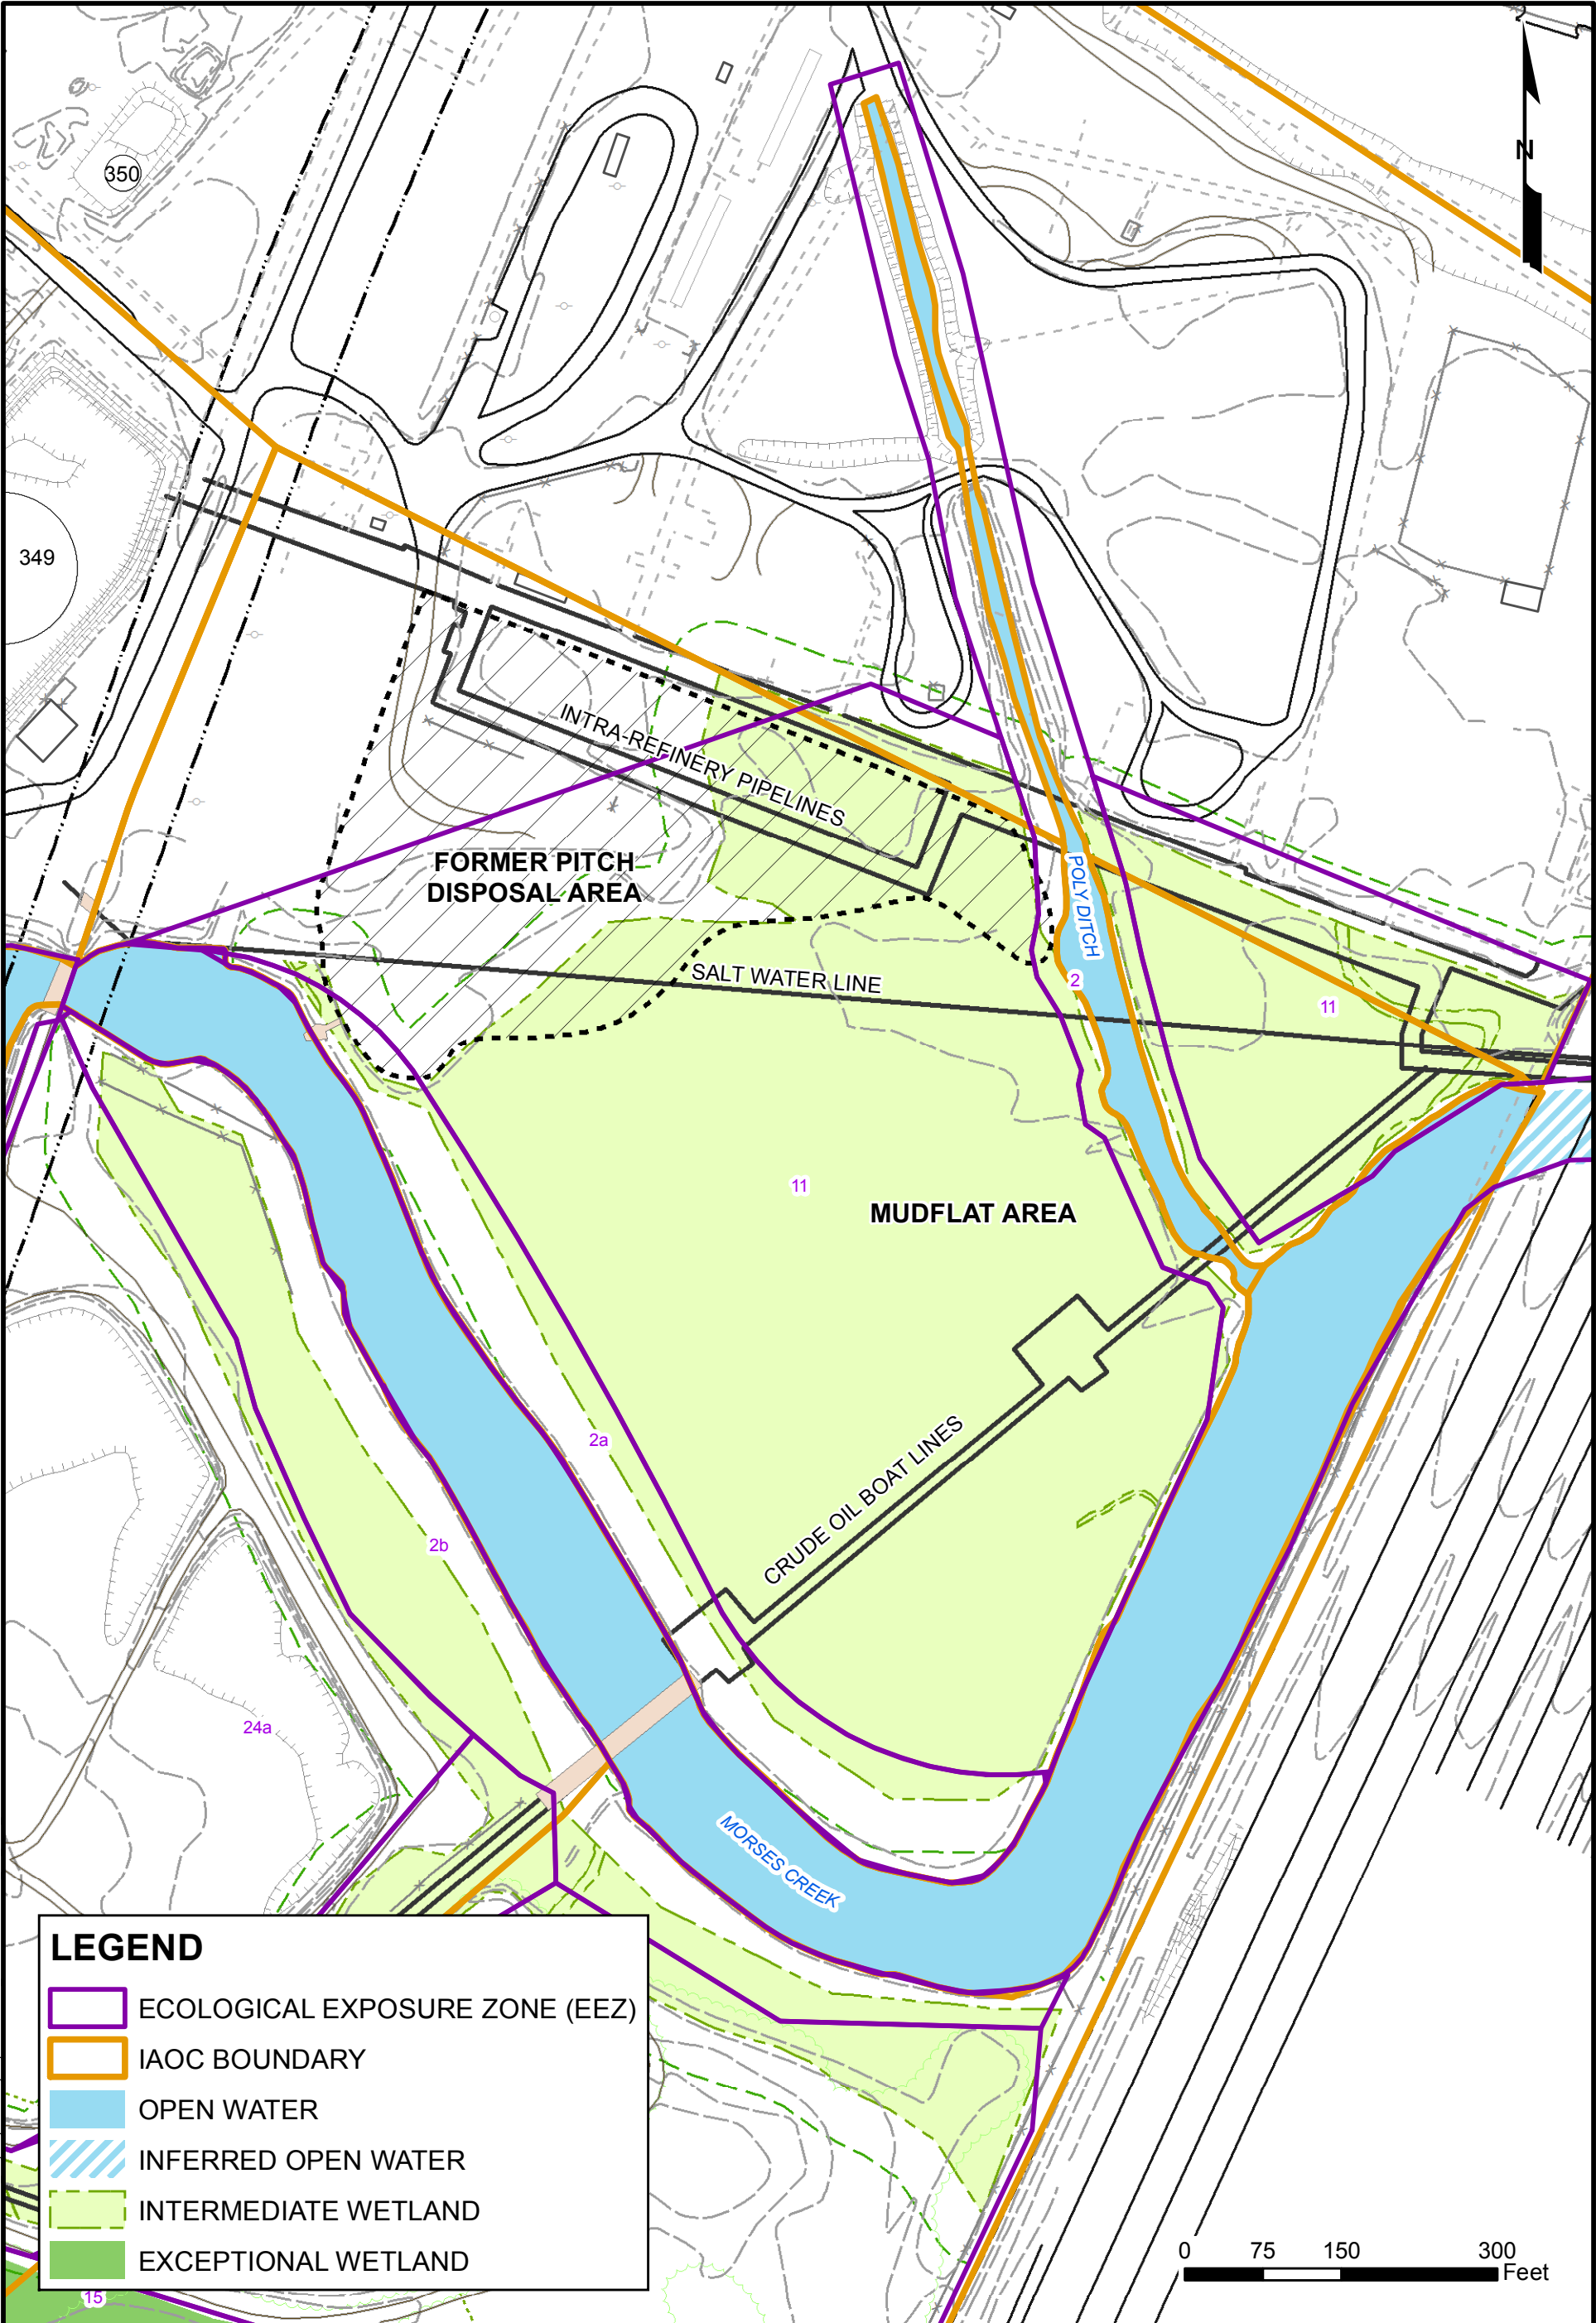 N
350
349
INTRA-REFINERY PIPELINES
FORMER PITCH
DISPOSAL AREA
POLY DITCH
SALT WATER LINE
2
11
11
MUDFLAT AREA
2a
CRUDE OIL BOAT LINES
2b
24a
MORSES CREEK
LEGEND
ECOLOGICAL EXPOSURE ZONE (EEZ)
IAOC BOUNDARY
OPEN WATER
INFERRED OPEN WATER
INTERMEDIATE WETLAND
EXCEPTIONAL WETLAND
15
0 75 150 300
Feet